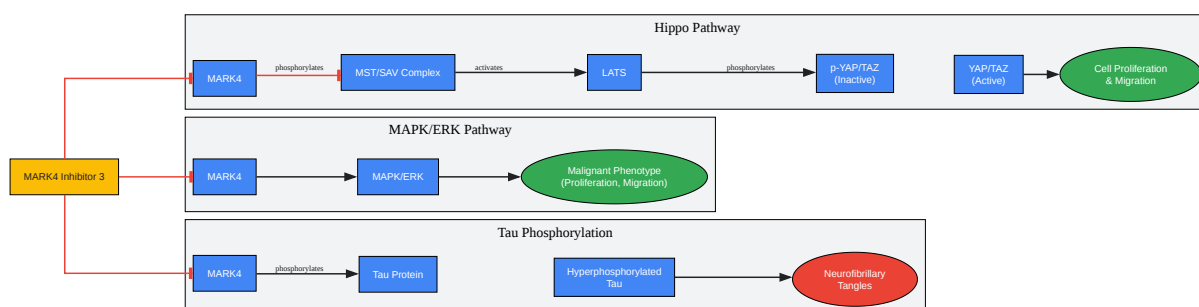 Hippo Pathway
MARK4
phosphorylates
MST/SAV Complex
activates
LATS
phosphorylates
p-YAP/TAZ
(Inactive)
YAP/TAZ
(Active)
Cell Proliferation
& Migration
MAPK/ERK Pathway
MARK4 Inhibitor 3
MARK4
MAPK/ERK
Malignant Phenotype
(Proliferation, Migration)
Tau Phosphorylation
MARK4
phosphorylates
Tau Protein
Hyperphosphorylated
Tau
Neurofibrillary
Tangles